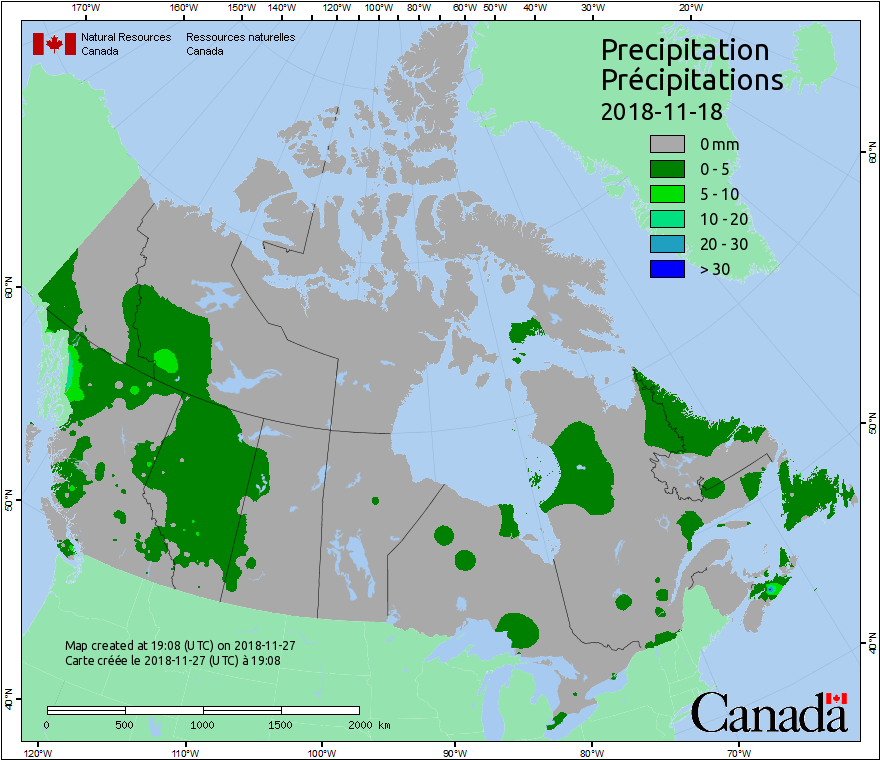 170°W 160°W 150°W 140°W 120°W 100°W 80°W 60°W 50°W 40°W 30°W 20°W
Natural Resources Ressources naturelles
Canada Canada
Precipitation
Précipitations
2018-11-18
0 mm
0 - 5
5 - 10
10 - 20
20 - 30
> 30
60°N 60°N
50°N 50°N
40°N 40°N
Map created at 19:08 (UTC) on 2018-11-27
Carte créée le 2018-11-27 (UTC) à 19:08
0 500 1000 1500 2000 km
Canada
120°W 110°W 100°W 90°W 80°W 70°W